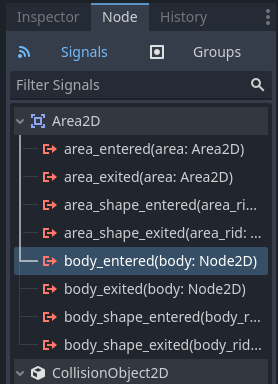 Inspector Node History
Signals Groups
Filter Signals
Area2D
area_entered(area: Area2D)
area_exited(area: Area2D)
area_shape_entered(area_ri...
area_shape_exited(area_rid: ...
body_entered(body: Node2D)
body_exited(body: Node2D)
body_shape_entered(body_r...
body_shape_exited(body_rid...
CollisionObject2D